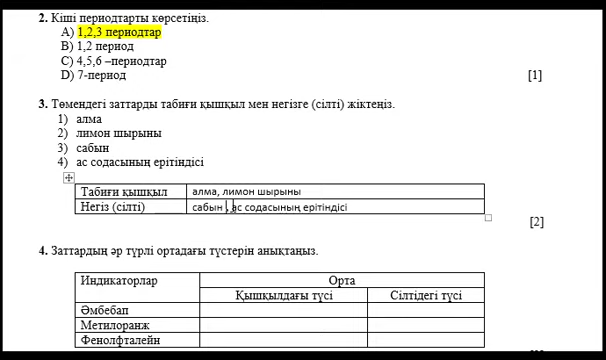 2. Кіші периодтарты көрсетіңіз.
A) 1,2,3 периодтар
B) 1,2 период
C) 4,5,6 –периодтар
D) 7-период [1]
3. Төмендегі заттарды табиғи қышқыл мен негізге (сілті) жіктеңіз.
1) алма
2) лимон шырыны
3) сабын
4) ас содасының ерітіндісі
Табиғи қышқыл алма, лимон шырыны
Негіз (сілті) сабын , ас содасының ерітіндісі
[2]
4. Заттардың әр түрлі ортадағы түстерін анықтаңыз.
Индикаторлар Орта
Қышқылдағы түсі Сілтідегі түсі
Әмбебап
Метилоранж
Фенолфталейн